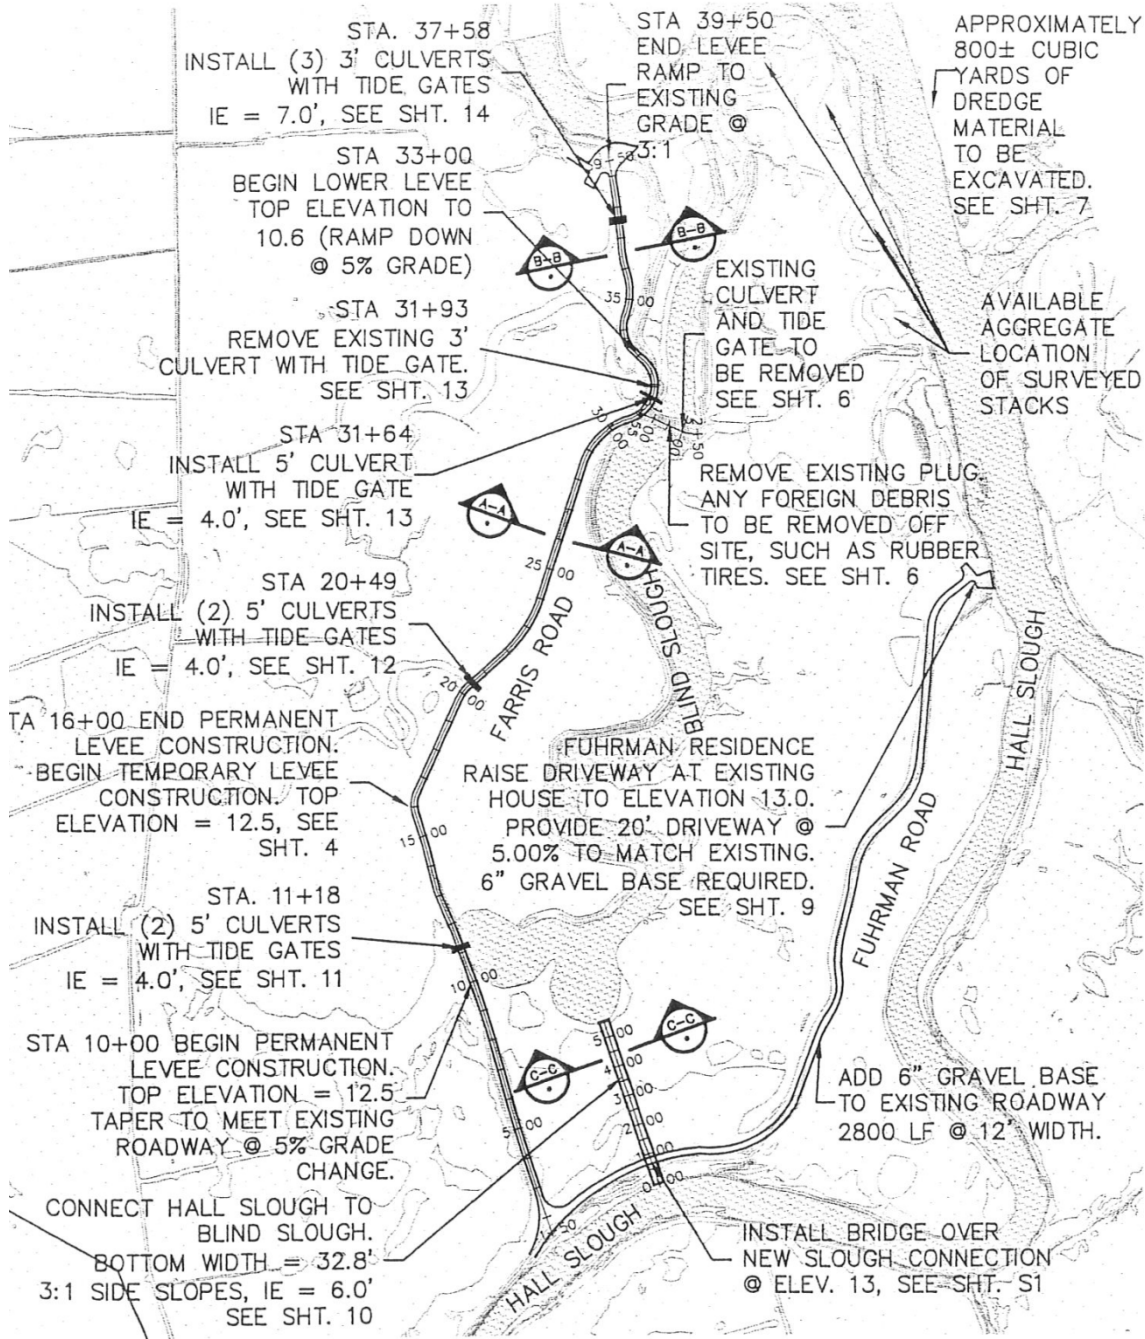 STA. 37+58
INSTALL (3) 3' CULVERTS
WITH TIDE GATES
IE = 7.0', SEE SHT. 14
STA 39+50
END LEVEE
RAMP TO
EXISTING
GRADE @
3:1
APPROXIMATELY
800± CUBIC
YARDS OF
DREDGE
MATERIAL
TO BE
EXCAVATED.
SEE SHT. 7
STA 33+00
BEGIN LOWER LEVEE
TOP ELEVATION TO
10.6 (RAMP DOWN
@ 5% GRADE)
B-B
B-B
35 00
EXISTING
CULVERT
AND TIDE
GATE TO
BE REMOVED
SEE SHT. 6
AVAILABLE
AGGREGATE
LOCATION
OF SURVEYED
STACKS
STA 31+93
REMOVE EXISTING 3'
CULVERT WITH TIDE GATE.
SEE SHT. 13
30 00
STA 31+64
INSTALL 5' CULVERT
WITH TIDE GATE
IE = 4.0', SEE SHT. 13
REMOVE EXISTING PLUG.
ANY FOREIGN DEBRIS
TO BE REMOVED OFF
SITE, SUCH AS RUBBER
TIRES. SEE SHT. 6
A-A
A-A
25 00
STA 20+49
INSTALL (2) 5' CULVERTS
WITH TIDE GATES
IE = 4.0', SEE SHT. 12
20 00
FARRIS ROAD
BLIND SLOUGH
HALL SLOUGH
TA 16+00 END PERMANENT
LEVEE CONSTRUCTION.
BEGIN TEMPORARY LEVEE
CONSTRUCTION. TOP
ELEVATION = 12.5, SEE
SHT. 4
15 00
FUHRMAN RESIDENCE
RAISE DRIVEWAY AT EXISTING
HOUSE TO ELEVATION 13.0.
PROVIDE 20' DRIVEWAY @
5.00% TO MATCH EXISTING.
6" GRAVEL BASE REQUIRED.
SEE SHT. 9
FUHRMAN ROAD
STA. 11+18
INSTALL (2) 5' CULVERTS
WITH TIDE GATES
IE = 4.0', SEE SHT. 11
10 00
STA 10+00 BEGIN PERMANENT
LEVEE CONSTRUCTION.
TOP ELEVATION = 12.5
TAPER TO MEET EXISTING
ROADWAY @ 5% GRADE
CHANGE.
C-C
C-C
5 00
5 00
4 00
3 00
2 00
0 00
ADD 6" GRAVEL BASE
TO EXISTING ROADWAY
2800 LF @ 12' WIDTH.
CONNECT HALL SLOUGH TO
BLIND SLOUGH.
BOTTOM WIDTH = 32.8'
3:1 SIDE SLOPES, IE = 6.0'
SEE SHT. 10
HALL SLOUGH
INSTALL BRIDGE OVER
NEW SLOUGH CONNECTION
@ ELEV. 13, SEE SHT. S1